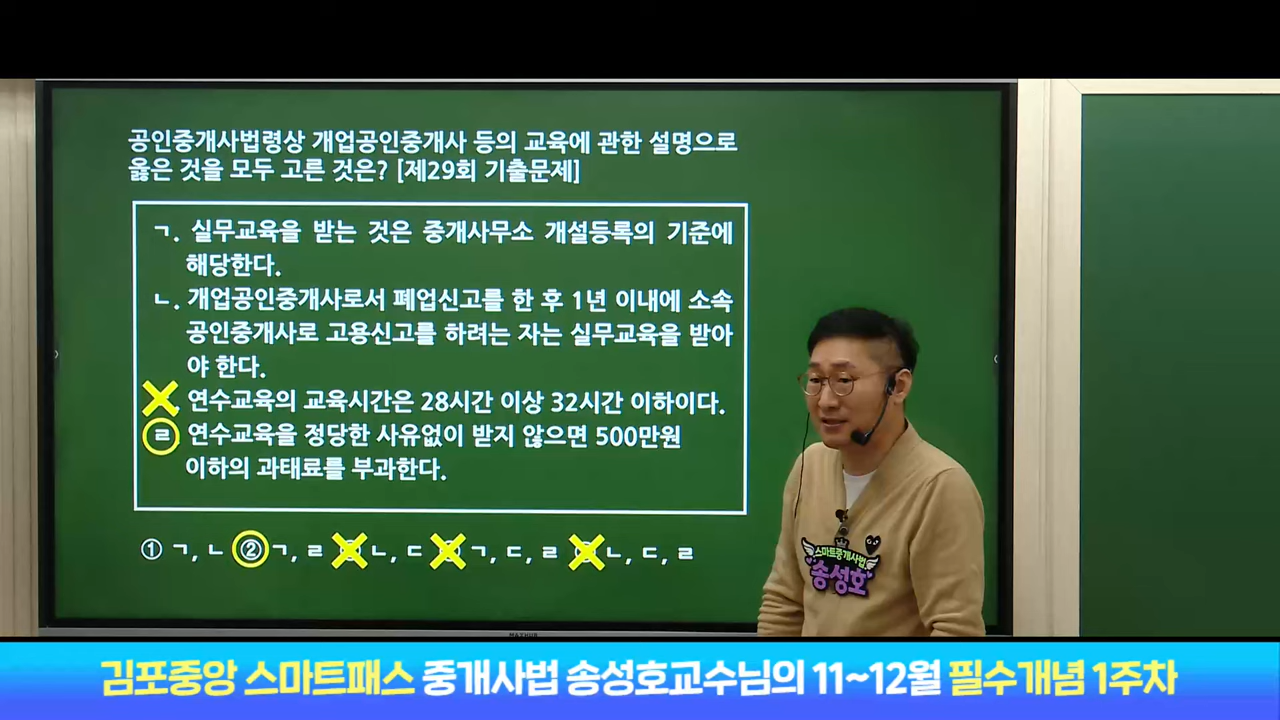 공인중개사법령상 개업공인중개사 등의 교육에 관한 설명으로
옳은 것을 모두 고른 것은? [제29회 기출문제]
ㄱ. 실무교육을 받는 것은 중개사무소 개설등록의 기준에
해당한다.
ㄴ. 개업공인중개사로서 폐업신고를 한 후 1년 이내에 소속
공인중개사로 고용신고를 하려는 자는 실무교육을 받아
야 한다.
연수교육의 교육시간은 28시간 이상 32시간 이하이다.
ㄹ 연수교육을 정당한 사유없이 받지 않으면 500만원
이하의 과태료를 부과한다.
① ㄱ, ㄴ ② ㄱ, ㄹ ㄴ, ㄷ ㄱ, ㄷ, ㄹ ㄴ, ㄷ, ㄹ
스마트중개사법
송성호
김포중앙 스마트패스 중개사법 송성호교수님의 11~12월 필수개념 1주차